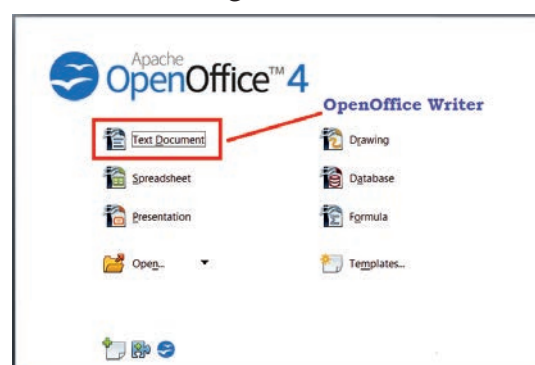 Apache
OpenOffice™ 4
OpenOffice Writer
Text Document
Drawing
Spreadsheet
Database
Presentation
Formula
Open...
Templates...